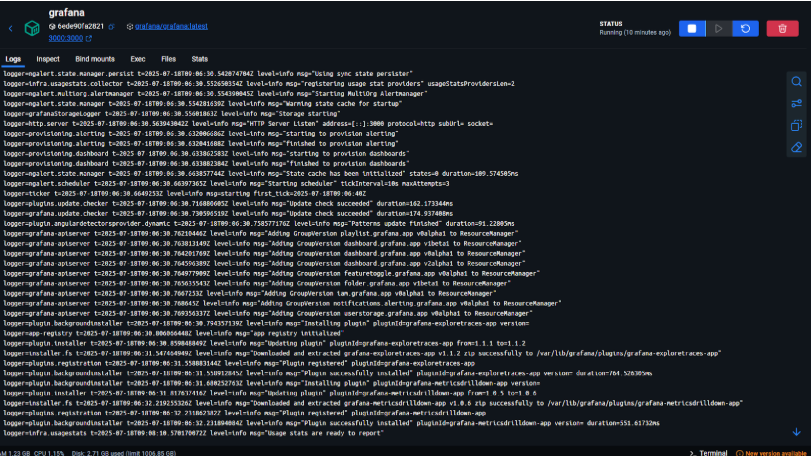 grafana
6ede90fa2821 grafana/grafana:latest
3000:3000
STATUS
Running (10 minutes ago)
Logs Inspect Bind mounts Exec Files Stats
logger=ngalert.state.manager.persist t=2025-07-18T09:06:30.542074704Z level=info msg="Using sync state persister"
logger=infra.usagestats.collector t=2025-07-18T09:06:30.552650354Z level=info msg="registering usage stat providers" usageStatsProvidersLen=2
logger=ngalert.multiorg.alertmanager t=2025-07-18T09:06:30.554390045Z level=info msg="Starting MultiOrg Alertmanager"
logger=ngalert.state.manager t=2025-07-18T09:06:30.554281639Z level=info msg="Warming state cache for startup"
logger=grafanaStorageLogger t=2025-07-18T09:06:30.55601863Z level=info msg="Storage starting"
logger=http.server t=2025-07-18T09:06:30.563943042Z level=info msg="HTTP Server Listen" address=[::]:3000 protocol=http subUrl= socket=
logger=provisioning.alerting t=2025-07-18T09:06:30.632006686Z level=info msg="starting to provision alerting"
logger=provisioning.alerting t=2025-07-18T09:06:30.632041688Z level=info msg="finished to provision alerting"
logger=provisioning.dashboard t=2025-07-18T09:06:30.633862583Z level=info msg="starting to provision dashboards"
logger=provisioning.dashboard t=2025-07-18T09:06:30.633882384Z level=info msg="finished to provision dashboards"
logger=ngalert.state.manager t=2025-07-18T09:06:30.663857744Z level=info msg="State cache has been initialized" states=0 duration=109.574505ms
logger=ngalert.scheduler t=2025-07-18T09:06:30.66397365Z level=info msg="Starting scheduler" tickInterval=10s maxAttempts=3
logger=ticker t=2025-07-18T09:06:30.6649253Z level=info msg=starting first_tick=2025-07-18T09:06:40Z
logger=plugins.update.checker t=2025-07-18T09:06:30.716886605Z level=info msg="Update check succeeded" duration=162.173344ms
logger=grafana.update.checker t=2025-07-18T09:06:30.730596519Z level=info msg="Update check succeeded" duration=174.937408ms
logger=plugin.angulardetectorsprovider.dynamic t=2025-07-18T09:06:30.758577176Z level=info msg="Patterns update finished" duration=91.22805ms
logger=grafana-apiserver t=2025-07-18T09:06:30.76210446Z level=info msg="Adding GroupVersion playlist.grafana.app v0alpha1 to ResourceManager"
logger=grafana-apiserver t=2025-07-18T09:06:30.763813149Z level=info msg="Adding GroupVersion dashboard.grafana.app v1beta1 to ResourceManager"
logger=grafana-apiserver t=2025-07-18T09:06:30.764201769Z level=info msg="Adding GroupVersion dashboard.grafana.app v0alpha1 to ResourceManager"
logger=grafana-apiserver t=2025-07-18T09:06:30.764596389Z level=info msg="Adding GroupVersion dashboard.grafana.app v2alpha1 to ResourceManager"
logger=grafana-apiserver t=2025-07-18T09:06:30.764977909Z level=info msg="Adding GroupVersion featuretoggle.grafana.app v0alpha1 to ResourceManager"
logger=grafana-apiserver t=2025-07-18T09:06:30.765635543Z level=info msg="Adding GroupVersion folder.grafana.app v1beta1 to ResourceManager"
logger=grafana-apiserver t=2025-07-18T09:06:30.7667253Z level=info msg="Adding GroupVersion iam.grafana.app v0alpha1 to ResourceManager"
logger=grafana-apiserver t=2025-07-18T09:06:30.768645Z level=info msg="Adding GroupVersion notifications.alerting.grafana.app v0alpha1 to ResourceManager"
logger=grafana-apiserver t=2025-07-18T09:06:30.769356337Z level=info msg="Adding GroupVersion userstorage.grafana.app v0alpha1 to ResourceManager"
logger=plugin.backgroundinstaller t=2025-07-18T09:06:30.794357139Z level=info msg="Installing plugin" pluginId=grafana-exploretraces-app version=
logger=app-registry t=2025-07-18T09:06:30.806066448Z level=info msg="app registry initialized"
logger=plugin.installer t=2025-07-18T09:06:30.859848049Z level=info msg="Updating plugin" pluginId=grafana-exploretraces-app from=1.1.1 to=1.1.2
logger=installer.fs t=2025-07-18T09:06:31.547464949Z level=info msg="Downloaded and extracted grafana-exploretraces-app v1.1.2 zip successfully to /var/lib/grafana/plugins/grafana-exploretraces-app"
logger=plugins.registration t=2025-07-18T09:06:31.558883144Z level=info msg="Plugin registered" pluginId=grafana-exploretraces-app
logger=plugin.backgroundinstaller t=2025-07-18T09:06:31.558912845Z level=info msg="Plugin successfully installed" pluginId=grafana-exploretraces-app version= duration=764.526305ms
logger=plugin.backgroundinstaller t=2025-07-18T09:06:31.680252763Z level=info msg="Installing plugin" pluginId=grafana-metricsdrilldown-app version=
logger=plugin.installer t=2025-07-18T09:06:31.817637416Z level=info msg="Updating plugin" pluginId=grafana-metricsdrilldown-app from=1.0.5 to=1.0.6
logger=installer.fs t=2025-07-18T09:06:32.219255326Z level=info msg="Downloaded and extracted grafana-metricsdrilldown-app v1.0.6 zip successfully to /var/lib/grafana/plugins/grafana-metricsdrilldown-app"
logger=plugins.registration t=2025-07-18T09:06:32.231862382Z level=info msg="Plugin registered" pluginId=grafana-metricsdrilldown-app
logger=plugin.backgroundinstaller t=2025-07-18T09:06:32.231894084Z level=info msg="Plugin successfully installed" pluginId=grafana-metricsdrilldown-app version= duration=551.61732ms
logger=infra.usagestats t=2025-07-18T09:08:10.570170072Z level=info msg="Usage stats are ready to report"
AM 1.23 GB CPU 1.15% Disk: 2.71 GB used (limit 1006.85 GB) Terminal New version available